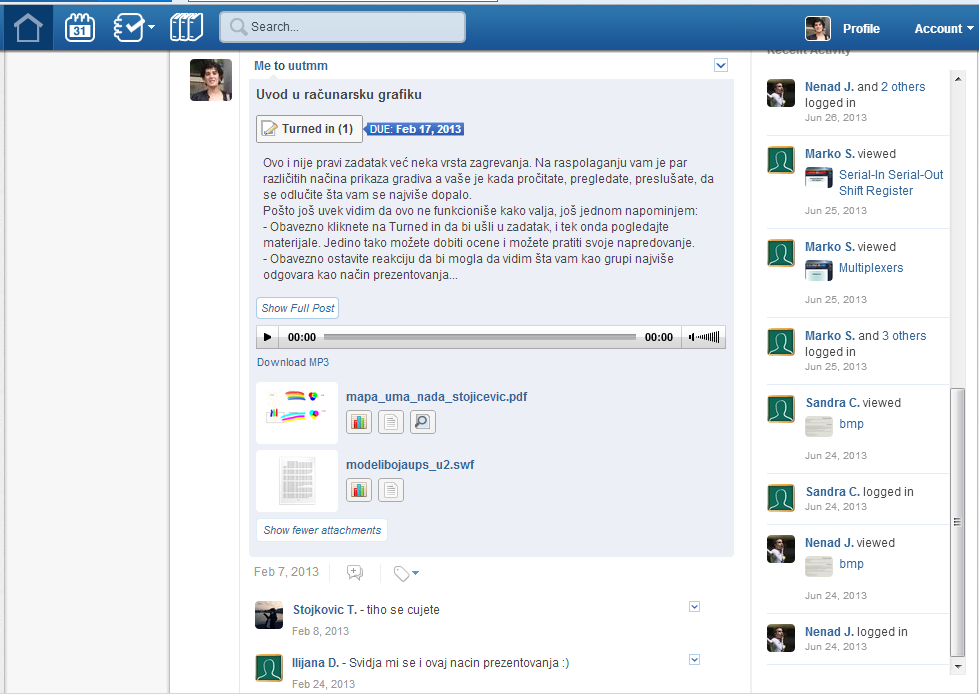 31
Search...
Profile
Account
Me to uutmm
Uvod u računarsku grafiku
Turned in (1)
DUE: Feb 17, 2013
Ovo i nije pravi zadatak već neka vrsta zagrevanja. Na raspolaganju vam je par
različitih načina prikaza gradiva a vaše je kada pročitate, pregledate, preslušate, da
se odlučite šta vam se najviše dopalo.
Pošto još uvek vidim da ovo ne funkcioniše kako valja, još jednom napominjem:
- Obavezno kliknete na Turned in da bi ušli u zadatak, i tek onda pogledajte
materijale. Jedino tako možete dobiti ocene i možete pratiti svoje napredovanje.
- Obavezno ostavite reakciju da bi mogla da vidim šta vam kao grupi najviše
odgovara kao način prezentovanja...
Show Full Post
00:00
00:00
Download MP3
mapa_uma_nada_stojicevic.pdf
modelibojaups_u2.swf
Show fewer attachments
Feb 7, 2013
Stojkovic T. - tiho se cujete
Feb 8, 2013
Ilijana D. - Svidja mi se i ovaj nacin prezentovanja :)
Feb 24, 2013
Recent Activity
Nenad J. and 2 others
logged in
Jun 26, 2013
Marko S. viewed
Serial-In Serial-Out
Shift Register
Jun 25, 2013
Marko S. viewed
Multiplexers
Jun 25, 2013
Marko S. and 3 others
logged in
Jun 25, 2013
Sandra C. viewed
bmp
Jun 24, 2013
Sandra C. logged in
Jun 24, 2013
Nenad J. viewed
bmp
Jun 24, 2013
Nenad J. logged in
Jun 24, 2013